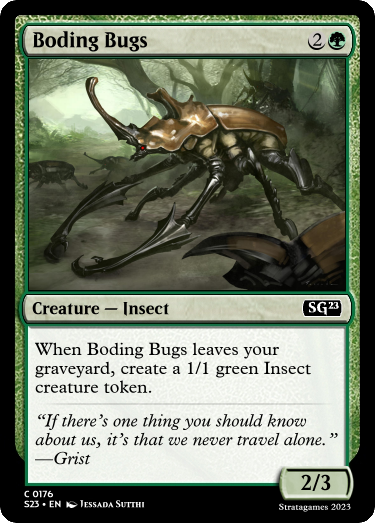 Boding Bugs
2
Creature — Insect
SG23
When Boding Bugs leaves your
graveyard, create a 1/1 green Insect
creature token.
“If there's one thing you should know
about us, it's that we never travel alone.”
—Grist
2/3
C 0176
S23 • EN Jessada Sutthi
Stratagames 2023